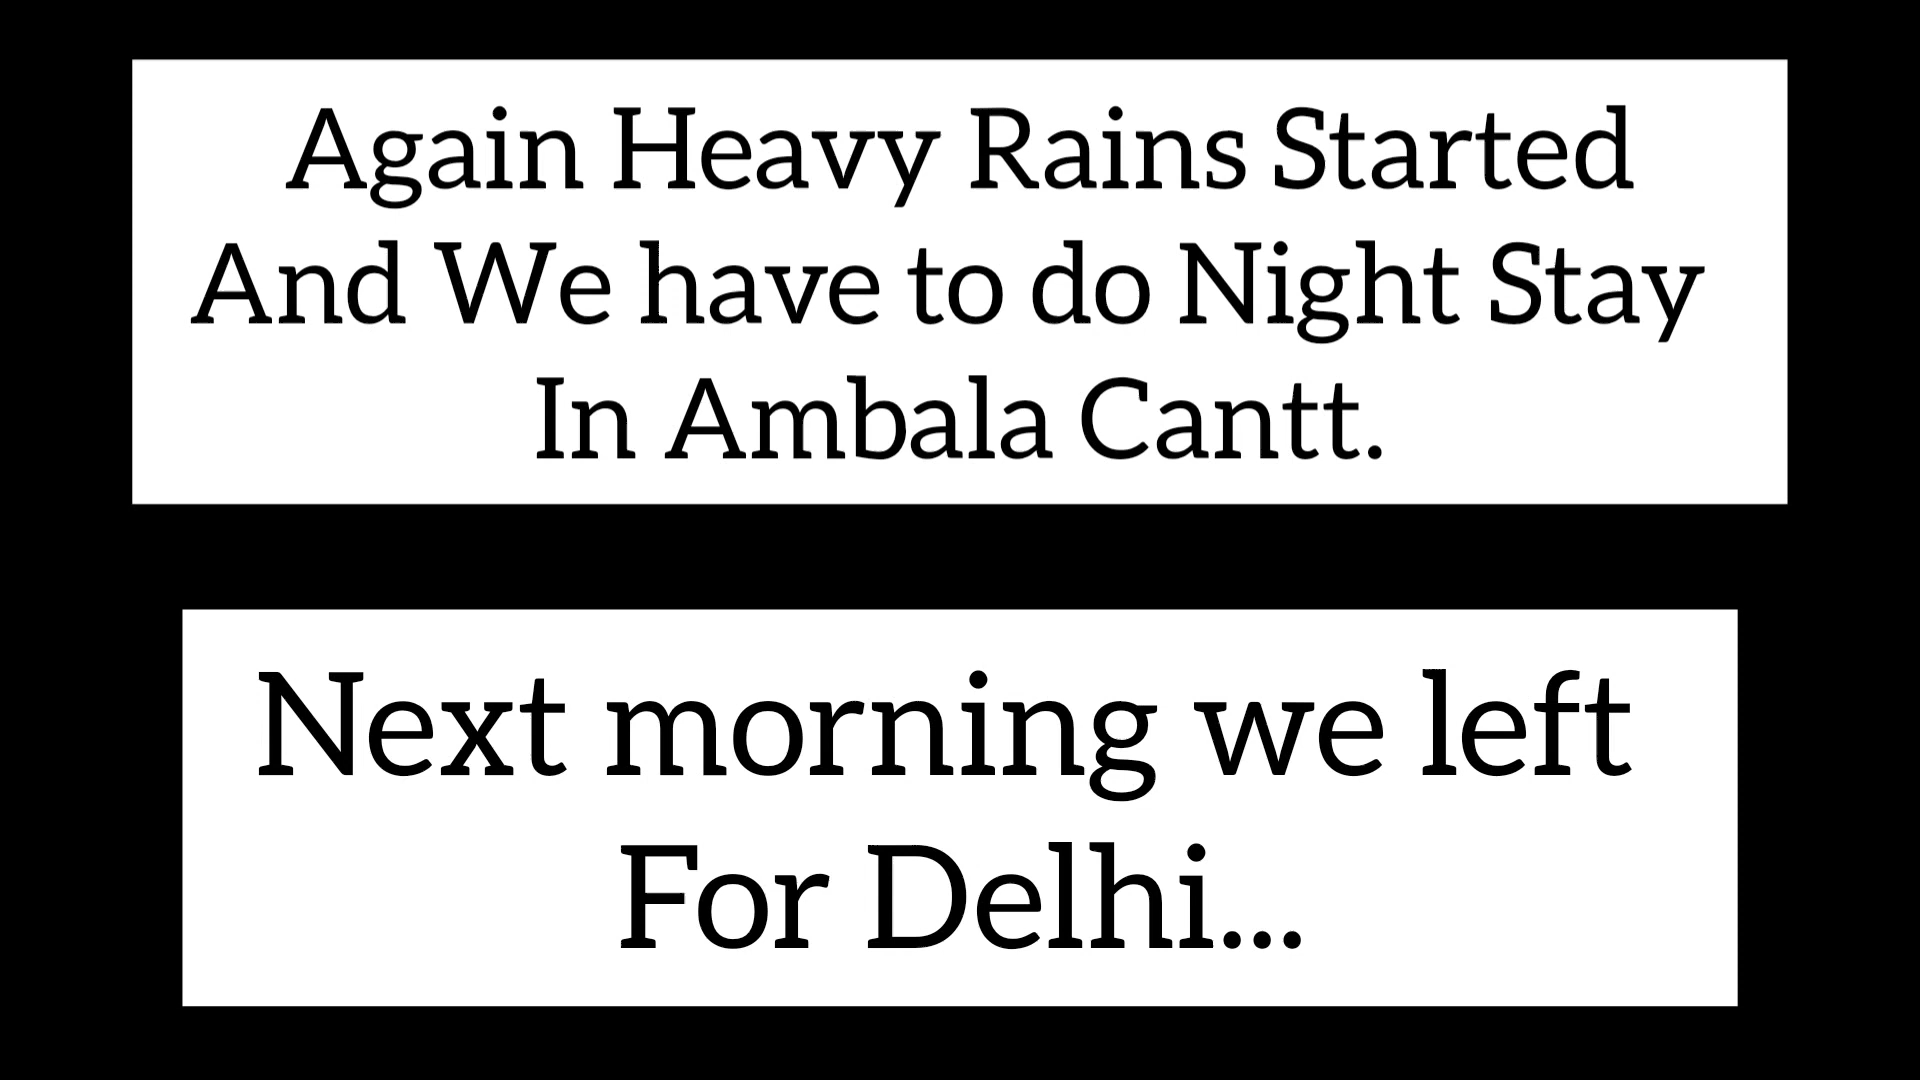 Again Heavy Rains Started
And We have to do Night Stay
In Ambala Cantt.
Next morning we left
For Delhi...